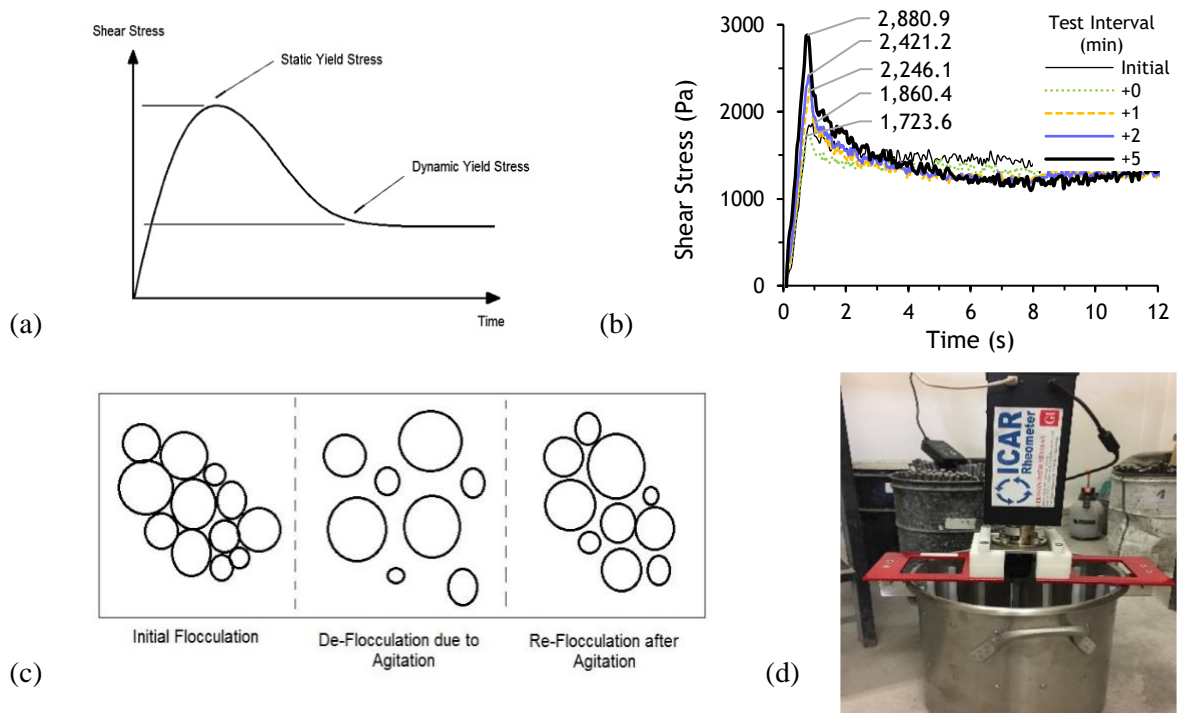 Shear Stress
Static Yield Stress
Dynamic Yield Stress
Time
(a)
3000
2000
1000
0
0 2 4 6 8 10 12
Shear Stress (Pa)
Time (s)
2,880.9
2,421.2
2,246.1
1,860.4
1,723.6
Test Interval
(min)
Initial
+0
+1
+2
+5
(b)
Initial Flocculation
De-Flocculation due to
Agitation
Re-Flocculation after
Agitation
(c)
ICAR
Rheometer
(d)